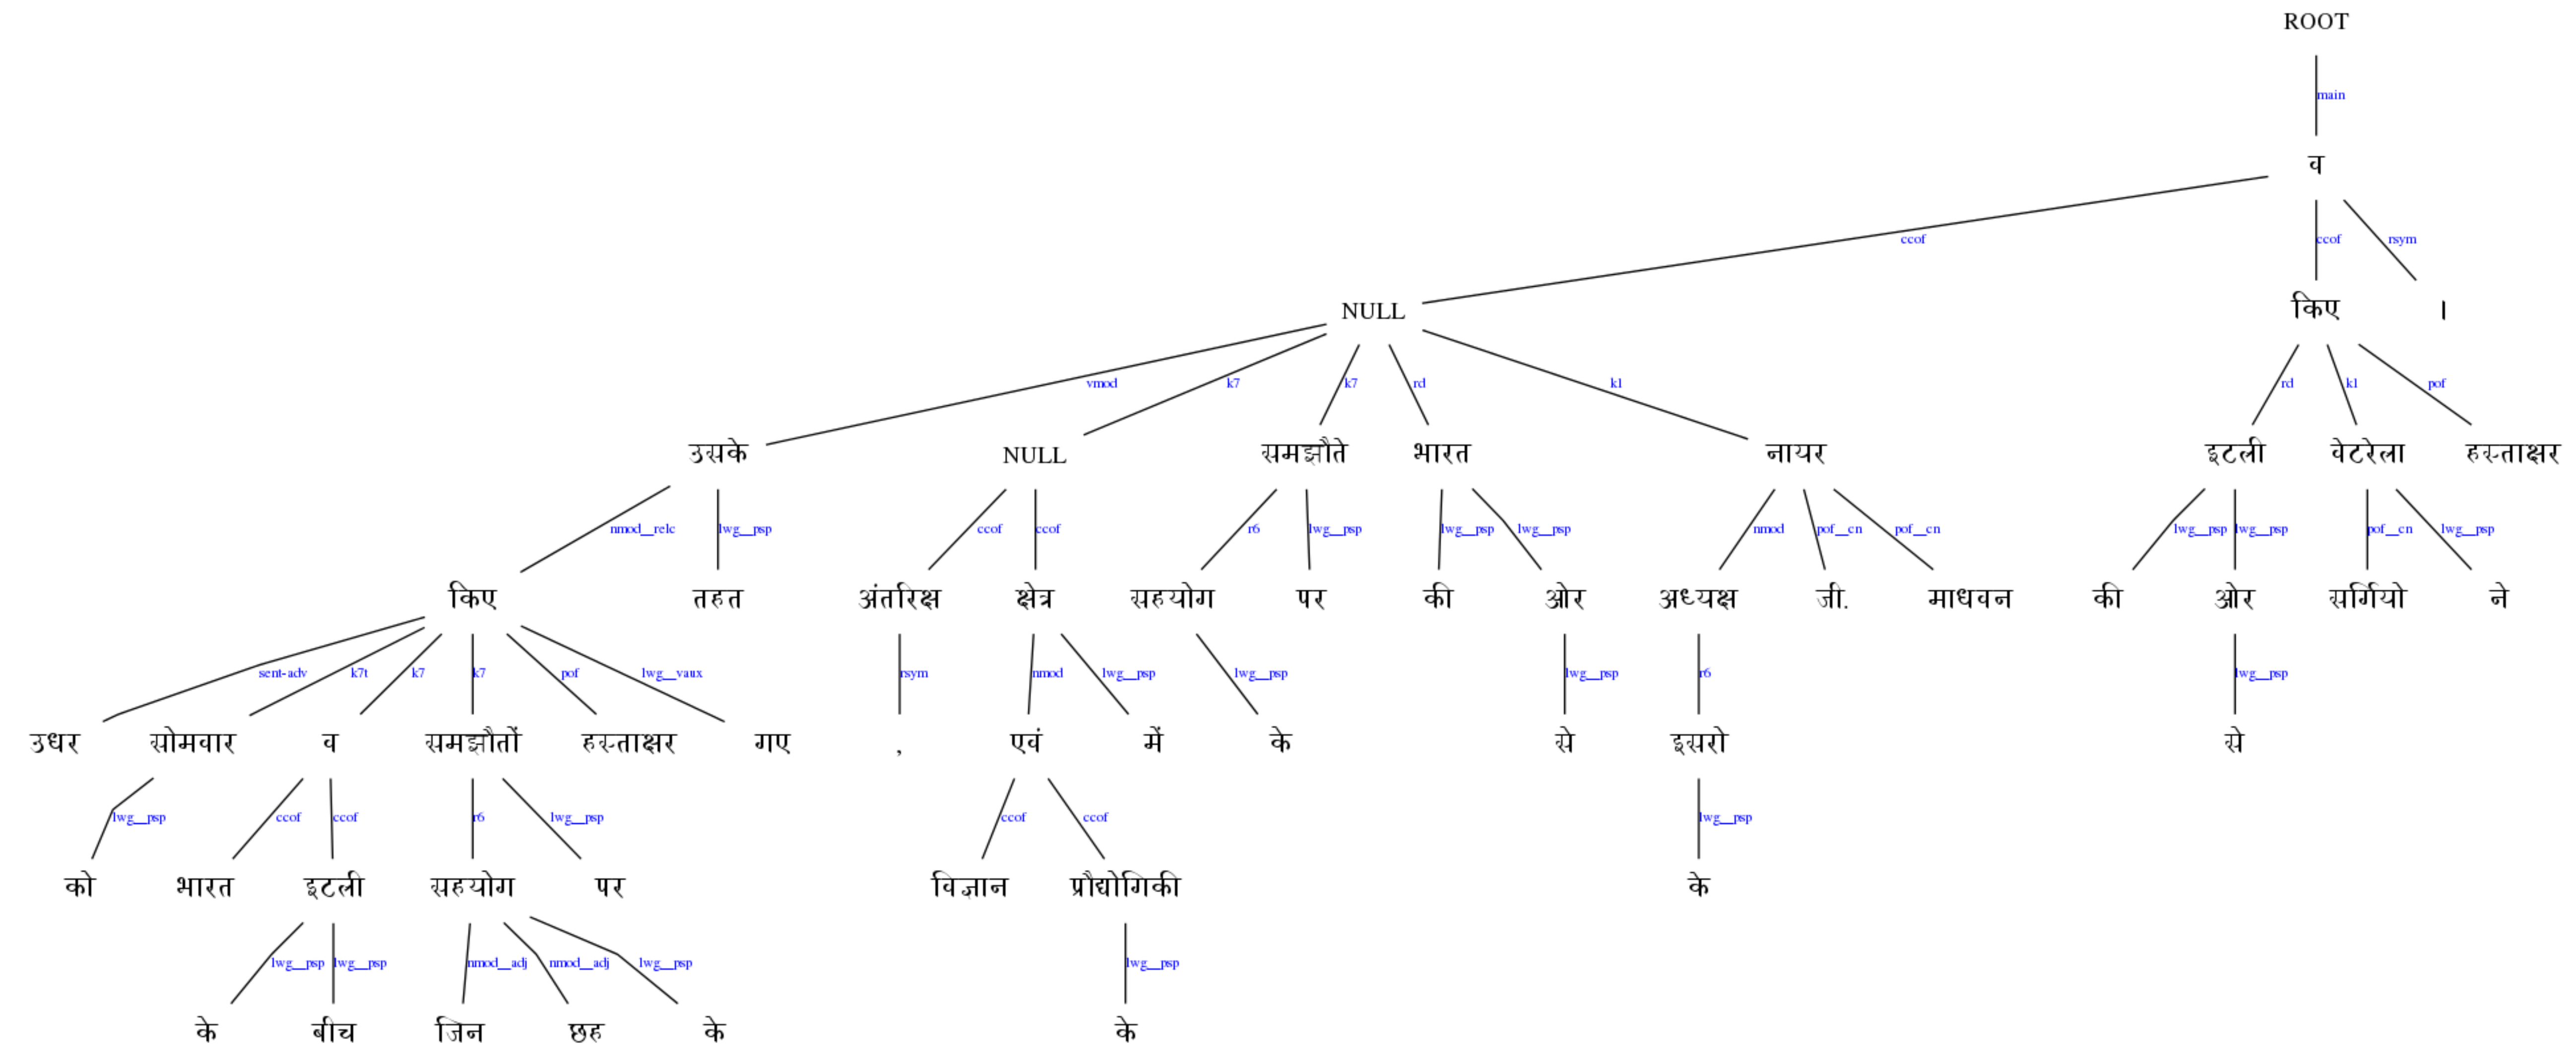 ROOT
main
व
ccof ccof rsym
NULL किए ।
vmod k7 k7 rd k1 rd k1 pof
उसके NULL समझौते भारत नायर इटली वेटरेला हस्ताक्षर
nmod__relc lwg__psp ccof ccof r6 lwg__psp lwg__psp lwg__psp nmod pof__cn pof__cn lwg__psp lwg__psp pof__cn lwg__psp
किए तहत अंतरिक्ष क्षेत्र सहयोग पर की ओर अध्यक्ष जी. माधवन की ओर सर्गियो ने
sent-adv k7t k7 k7 pof lwg__vaux rsym nmod lwg__psp lwg__psp lwg__psp r6 lwg__psp
उधर सोमवार व समझौतों हस्ताक्षर गए , एवं में के से इसरो से
lwg__psp ccof ccof r6 lwg__psp ccof ccof lwg__psp
को भारत इटली सहयोग पर विज्ञान प्रौद्योगिकी के
lwg__psp lwg__psp nmod__adj nmod__adj lwg__psp lwg__psp
के बीच जिन छह के के